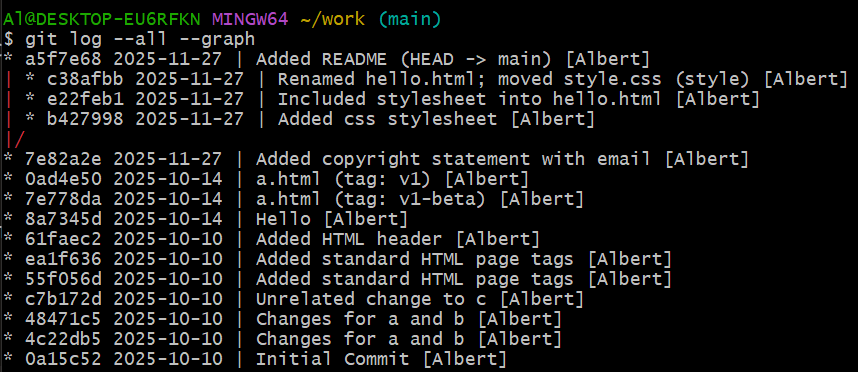 Al@DESKTOP-EU6RFKN MINGW64 ~/work (main)
$ git log --all --graph
* a5f7e68 2025-11-27 | Added README (HEAD -> main) [Albert]
| * c38afbb 2025-11-27 | Renamed hello.html; moved style.css (style) [Albert]
| * e22feb1 2025-11-27 | Included stylesheet into hello.html [Albert]
| * b427998 2025-11-27 | Added css stylesheet [Albert]
|/
* 7e82a2e 2025-11-27 | Added copyright statement with email [Albert]
* 0ad4e50 2025-10-14 | a.html (tag: v1) [Albert]
* 7e778da 2025-10-14 | a.html (tag: v1-beta) [Albert]
* 8a7345d 2025-10-14 | Hello [Albert]
* 61faec2 2025-10-10 | Added HTML header [Albert]
* ea1f636 2025-10-10 | Added standard HTML page tags [Albert]
* 55f056d 2025-10-10 | Added standard HTML page tags [Albert]
* c7b172d 2025-10-10 | Unrelated change to c [Albert]
* 48471c5 2025-10-10 | Changes for a and b [Albert]
* 4c22db5 2025-10-10 | Changes for a and b [Albert]
* 0a15c52 2025-10-10 | Initial Commit [Albert]